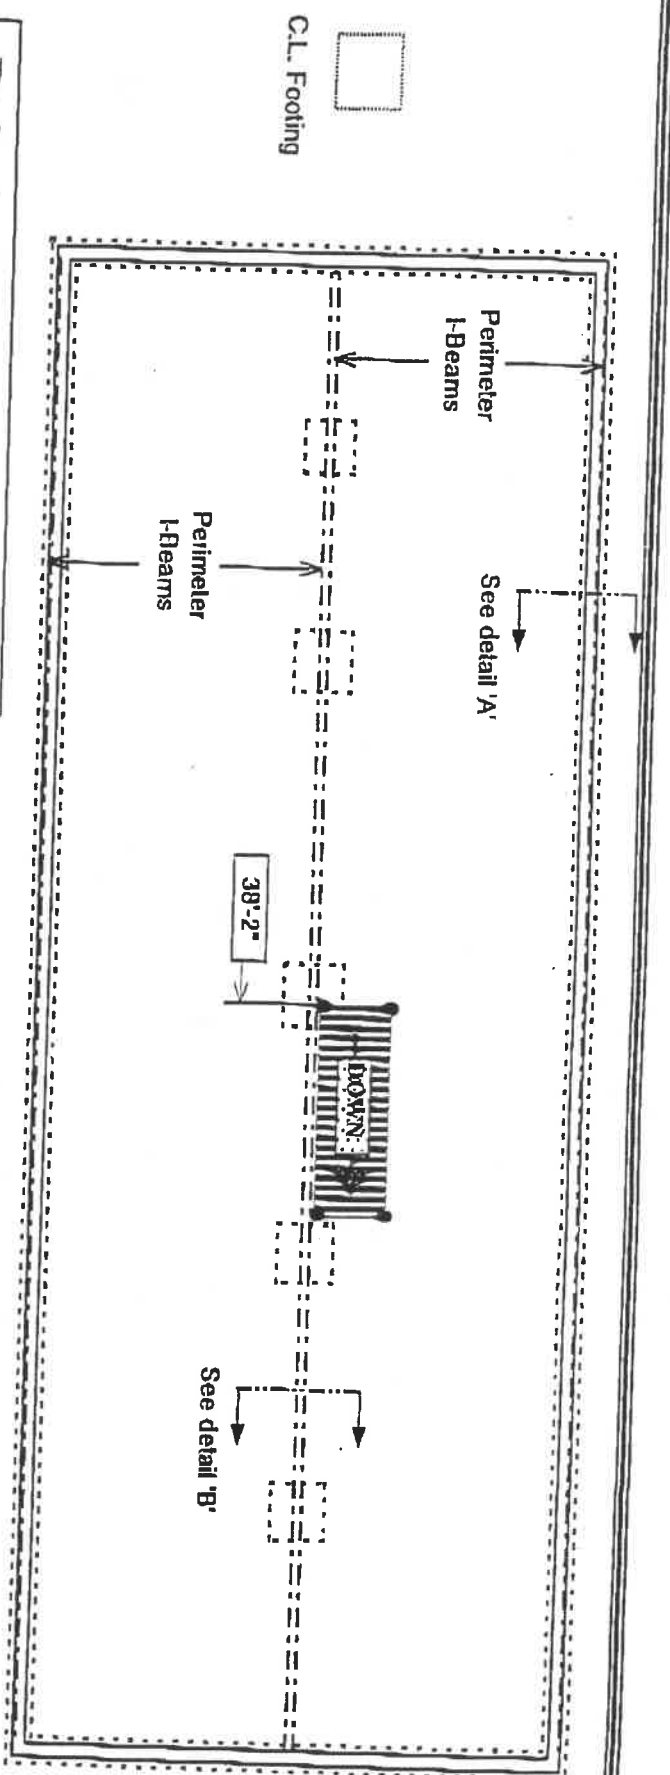 C.L. Footing
Perimeter
I-Beams
See detail 'A'
Perimeter
I-Beams
38'-2"
DOWN
See detail 'B'